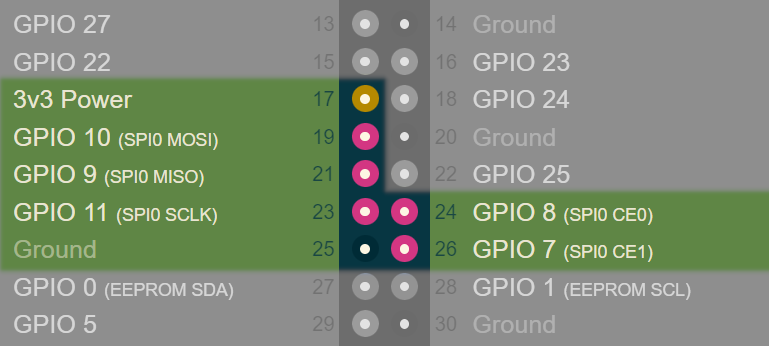 GPIO 27 13 14 Ground
GPIO 22 15 16 GPIO 23
3v3 Power 17 18 GPIO 24
GPIO 10 (SPI0 MOSI) 19 20 Ground
GPIO 9 (SPI0 MISO) 21 22 GPIO 25
GPIO 11 (SPI0 SCLK) 23 24 GPIO 8 (SPI0 CE0)
Ground 25 26 GPIO 7 (SPI0 CE1)
GPIO 0 (EEPROM SDA) 27 28 GPIO 1 (EEPROM SCL)
GPIO 5 29 30 Ground